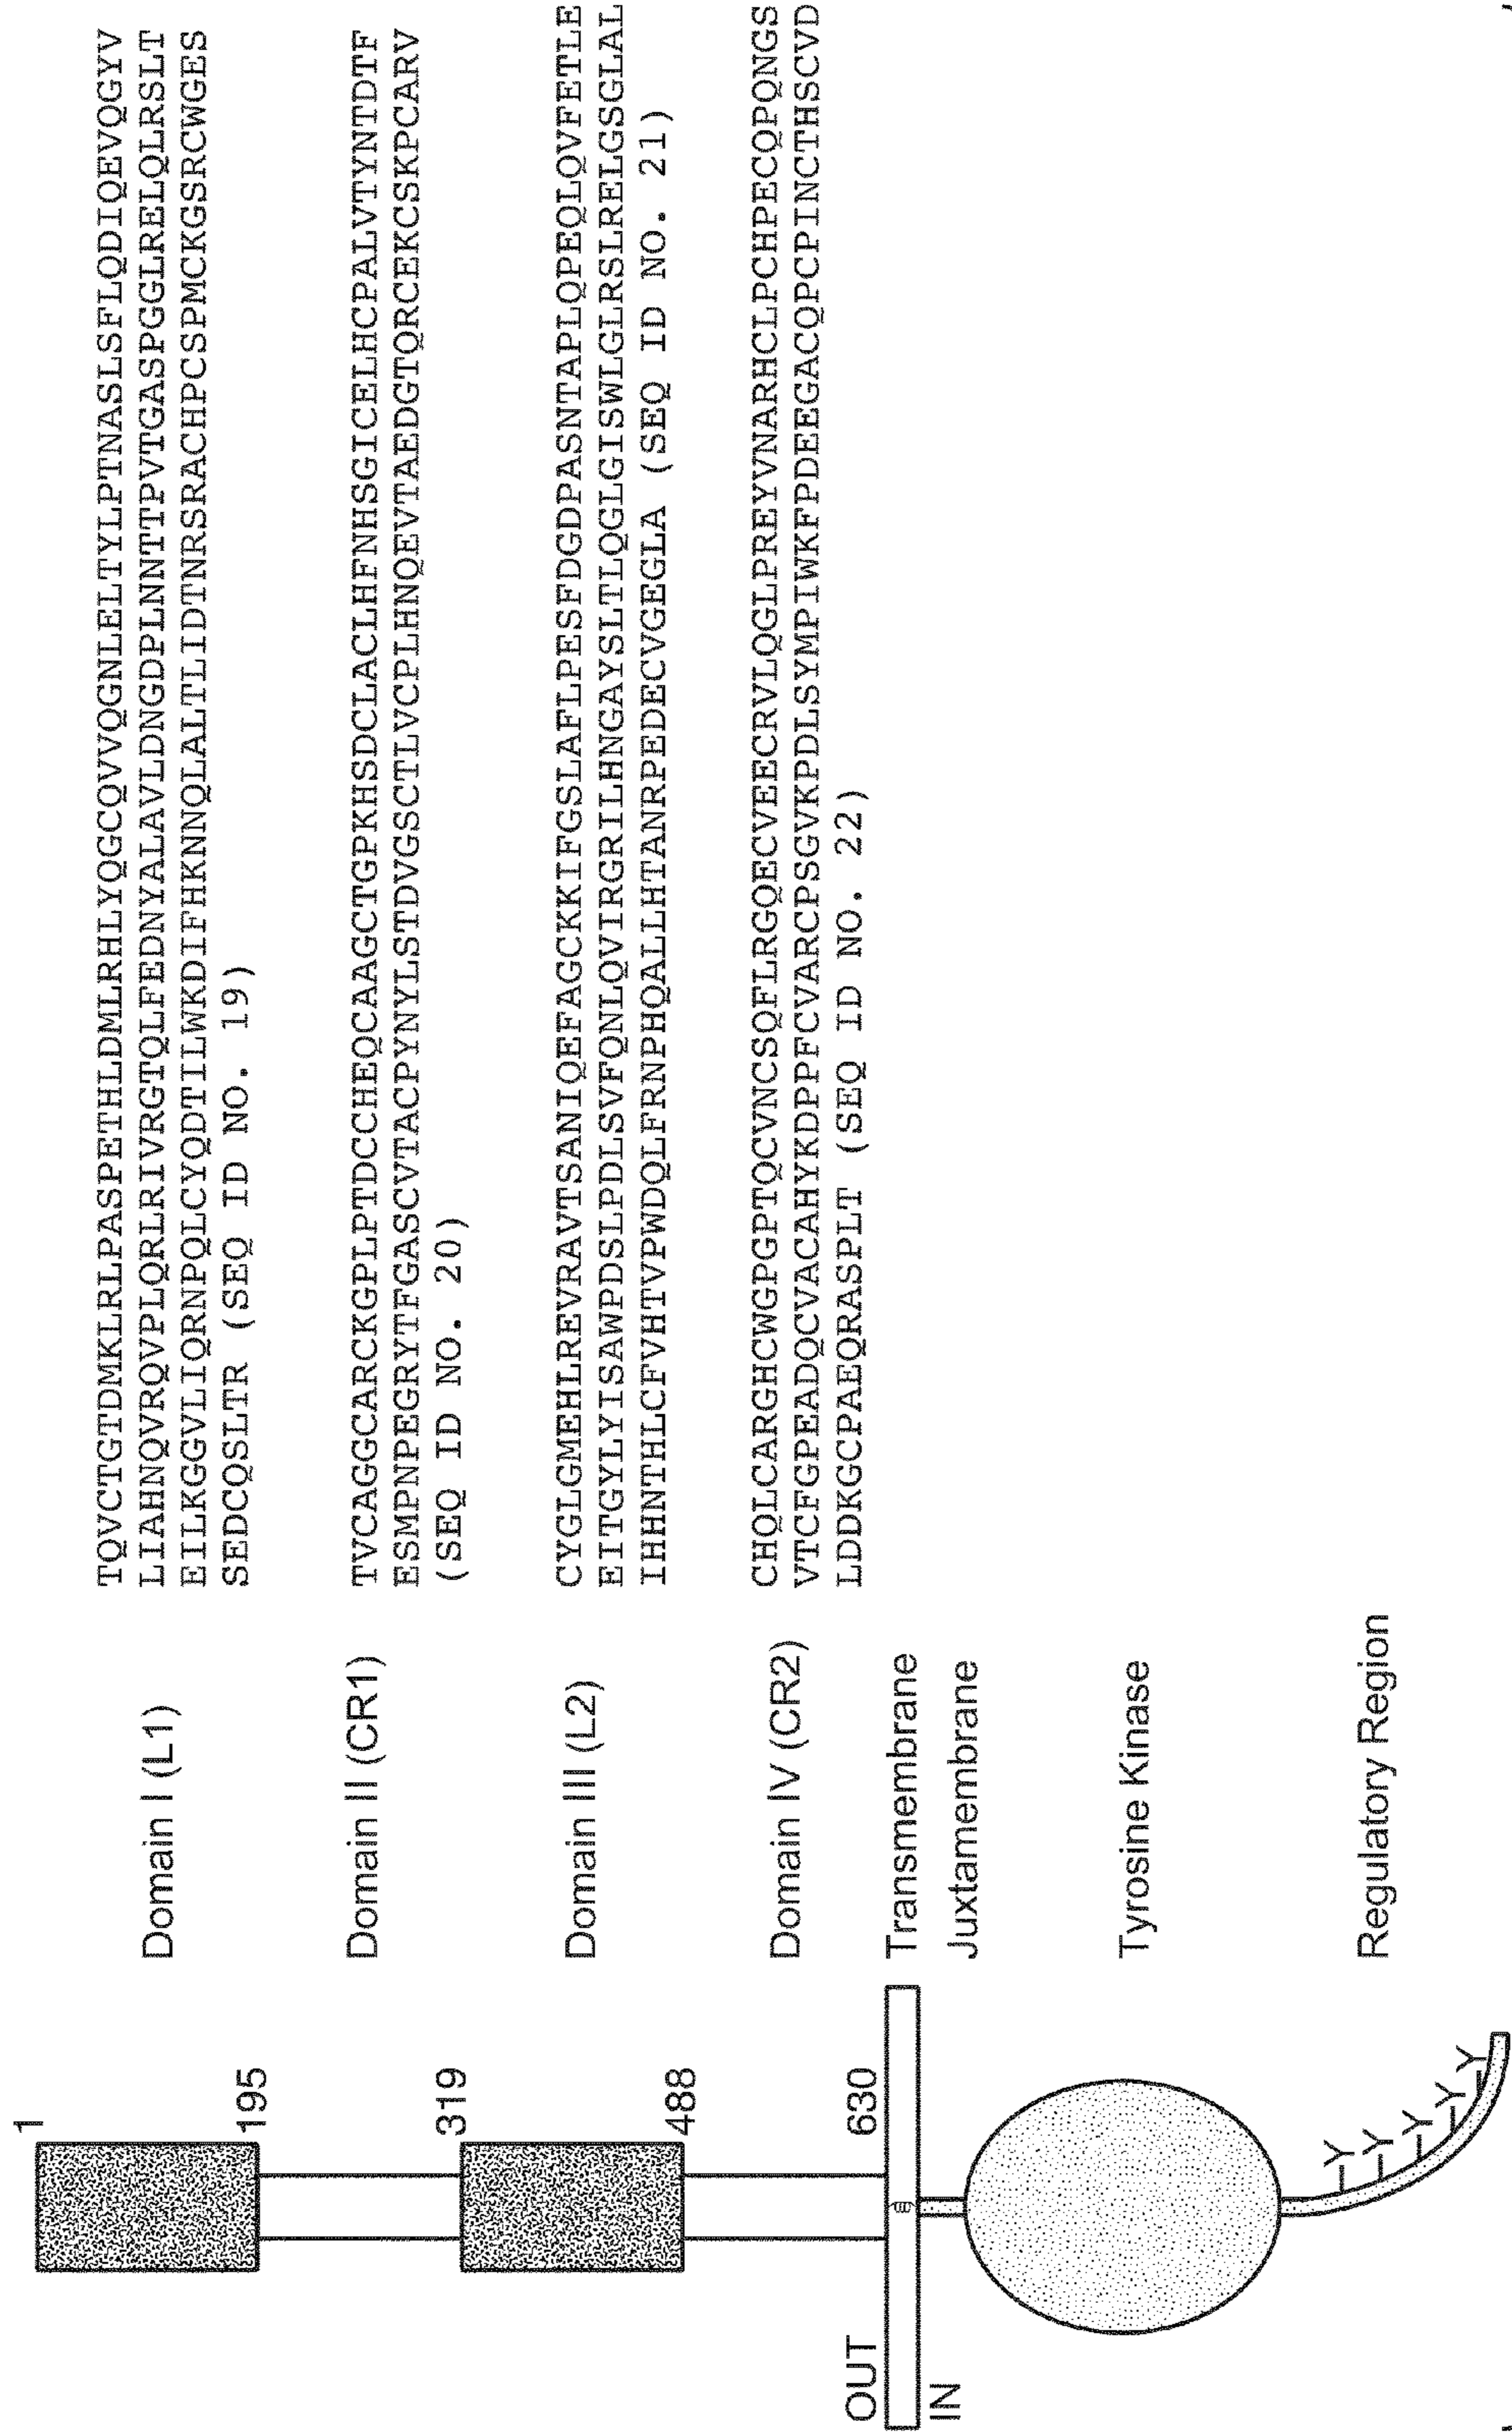 1
195
319
488
630
OUT
IN
Domain I (L1)
TQVCTGTDMKLRLPASPETHLDMLRHLYQGCQVVQGNLELTYLPTNASLSFLQDIQEVQGYV
LIAHNQVRQVPLQRLRIVRGTQLFEDNYALAVLDNGDPLNNTTPVTGASPGGLRELQLRSLT
EILKGGVLIQRNPQLCYQDTILWKDIFHKNNQLALTLIDTNRSRACHPCSPMCKGSRCWGES
SEDCQSLTR (SEQ ID NO. 19)
Domain II (CR1)
TVCAGGCARCKGPLPTDCCHEQCAAGCTGPKHSDCLACLHFNHSGICELHCPALVTYNTDTF
ESMPNPEGRYTFGASCVTACPYNYLSTDVGSCTLVCPLHNQEVTAEDGTQRCEKCSKPCARV
(SEQ ID NO. 20)
Domain III (L2)
CYGLGMEHLREVRAVTSANIQEFAGCKKIFGSLAFLPESFDGDPASNTAPLQPEQLQVFETLE
EITGYLYISAWPDSLPDLSVFQNLQVIRGRILHNGAYSLTLQGLGISWLGLRSLRELGSGLAL
IHHNTHLCFVHTVPWDQLFRNPHQALLHTANRPEDECVGEGLA (SEQ ID NO. 21)
Domain IV (CR2)
CHQLCARGHCWGPGPTQCVNCSQFLRGQECVEECRVLQGLPREYVNARHCLPCHPECQPQNGS
VTCFGPEADQCVACAHYKDPPFCVARCPSGVKPDLSYMPIWKFPDEEGACQPCPINCTHSCVD
LDDKGCPAEQRASPLT (SEQ ID NO. 22)
Transmembrane
Juxtamembrane
Tyrosine Kinase
Regulatory Region
Y
Y
Y
Y
Y